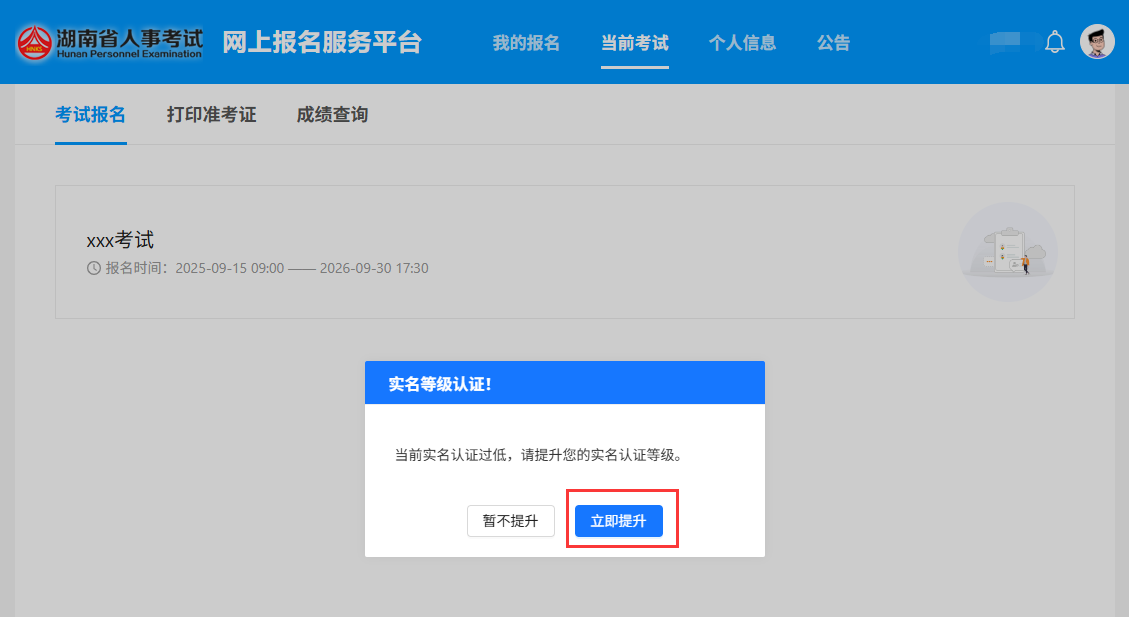 湖南省人事考试
Hunan Personnel Examination
HNKS
网上报名服务平台
我的报名 当前考试 个人信息 公告
考试报名 打印准考证 成绩查询
xxx考试
报名时间：2025-09-15 09:00 —— 2026-09-30 17:30
实名等级认证!
当前实名认证过低，请提升您的实名认证等级。
暂不提升 立即提升